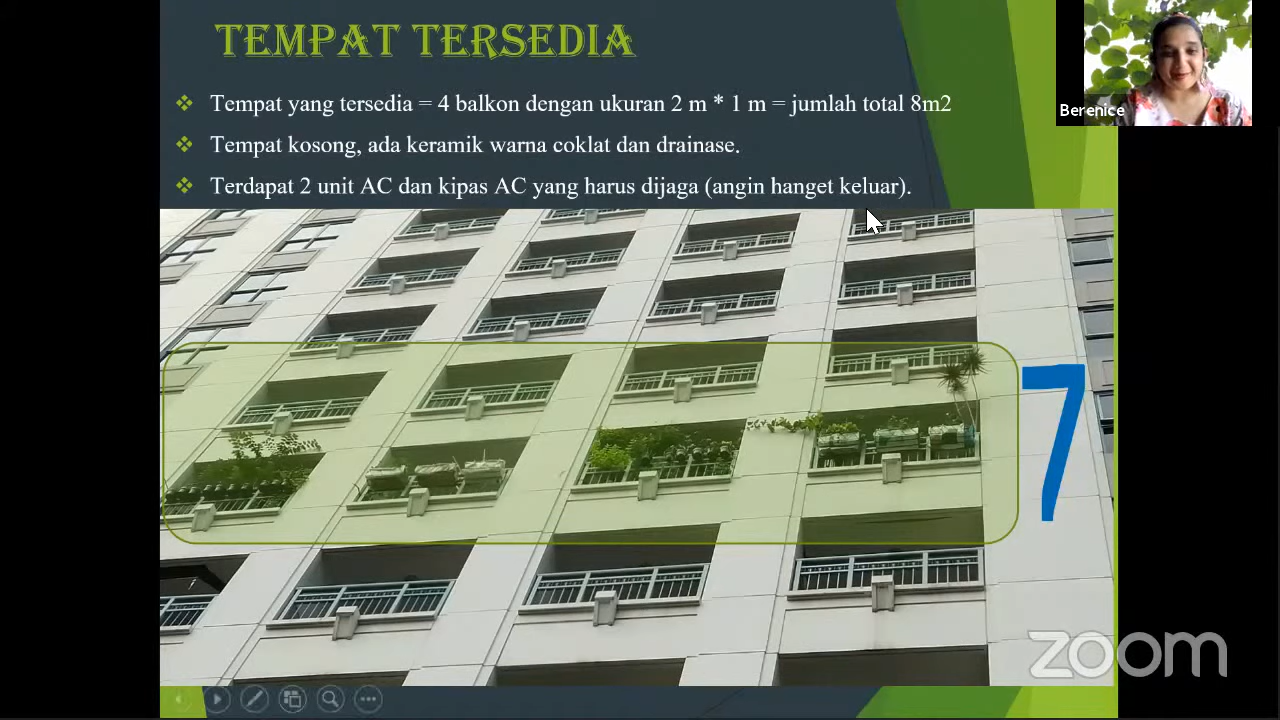 TEMPAT TERSEDIA
Tempat yang tersedia = 4 balkon dengan ukuran 2 m * 1 m = jumlah total 8m2
Tempat kosong, ada keramik warna coklat dan drainase.
Terdapat 2 unit AC dan kipas AC yang harus dijaga (angin hanget keluar).
Berenice
7
zoom